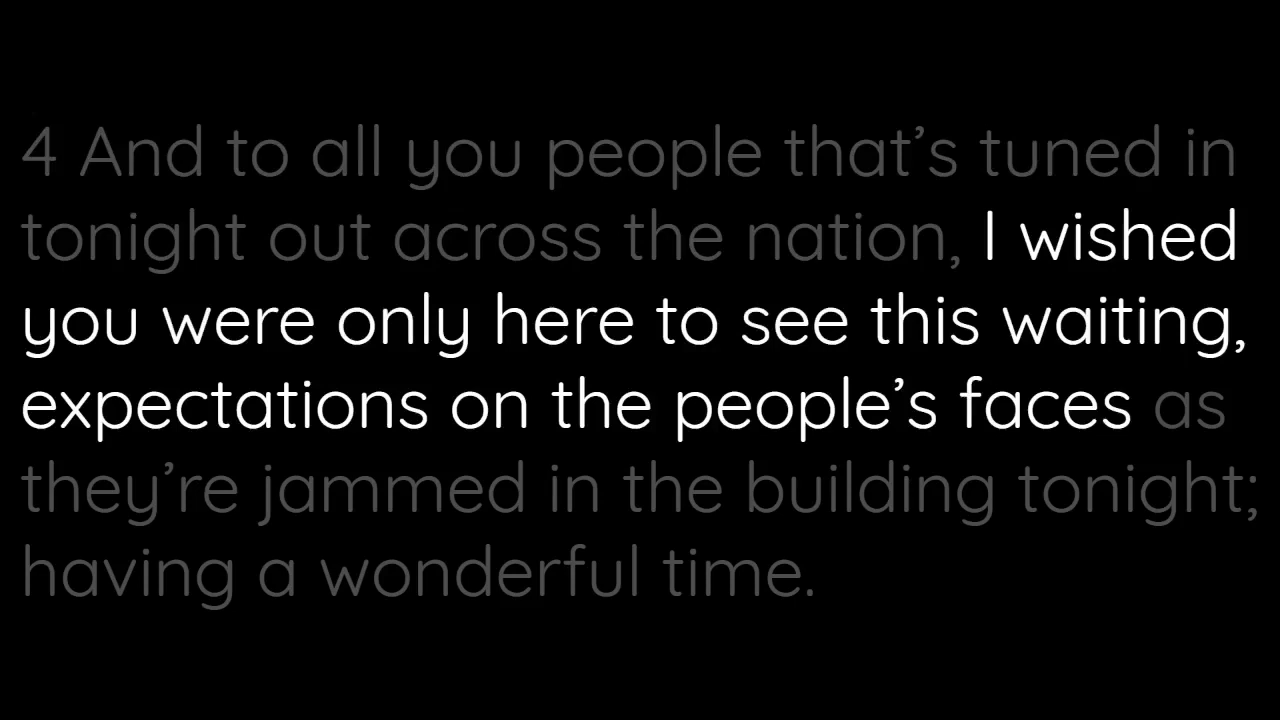 4 And to all you people that’s tuned in
tonight out across the nation, I wished
you were only here to see this waiting,
expectations on the people’s faces as
they’re jammed in the building tonight;
having a wonderful time.